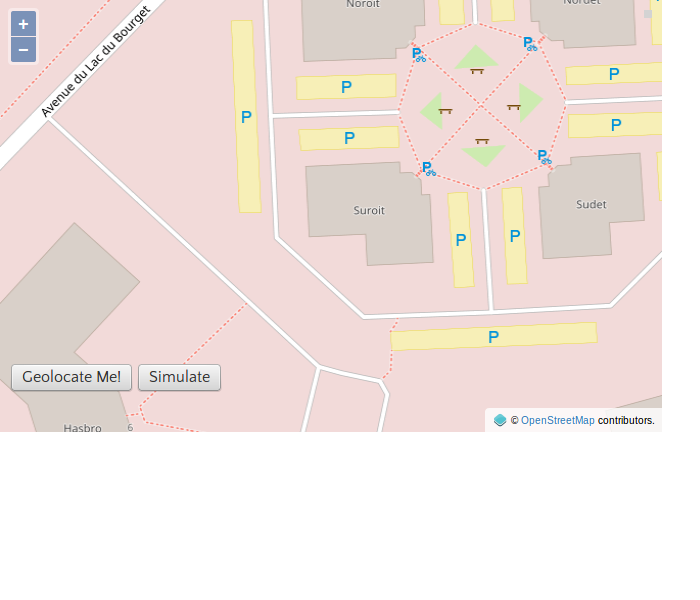 Noroit
Nordet
+
−
Avenue du Lac du Bourget
P
P
P
P
P
P
P
P
P
P
Suroit
Sudet
P
P
P
Geolocate Me!
Simulate
Hasbro
6
© OpenStreetMap contributors.